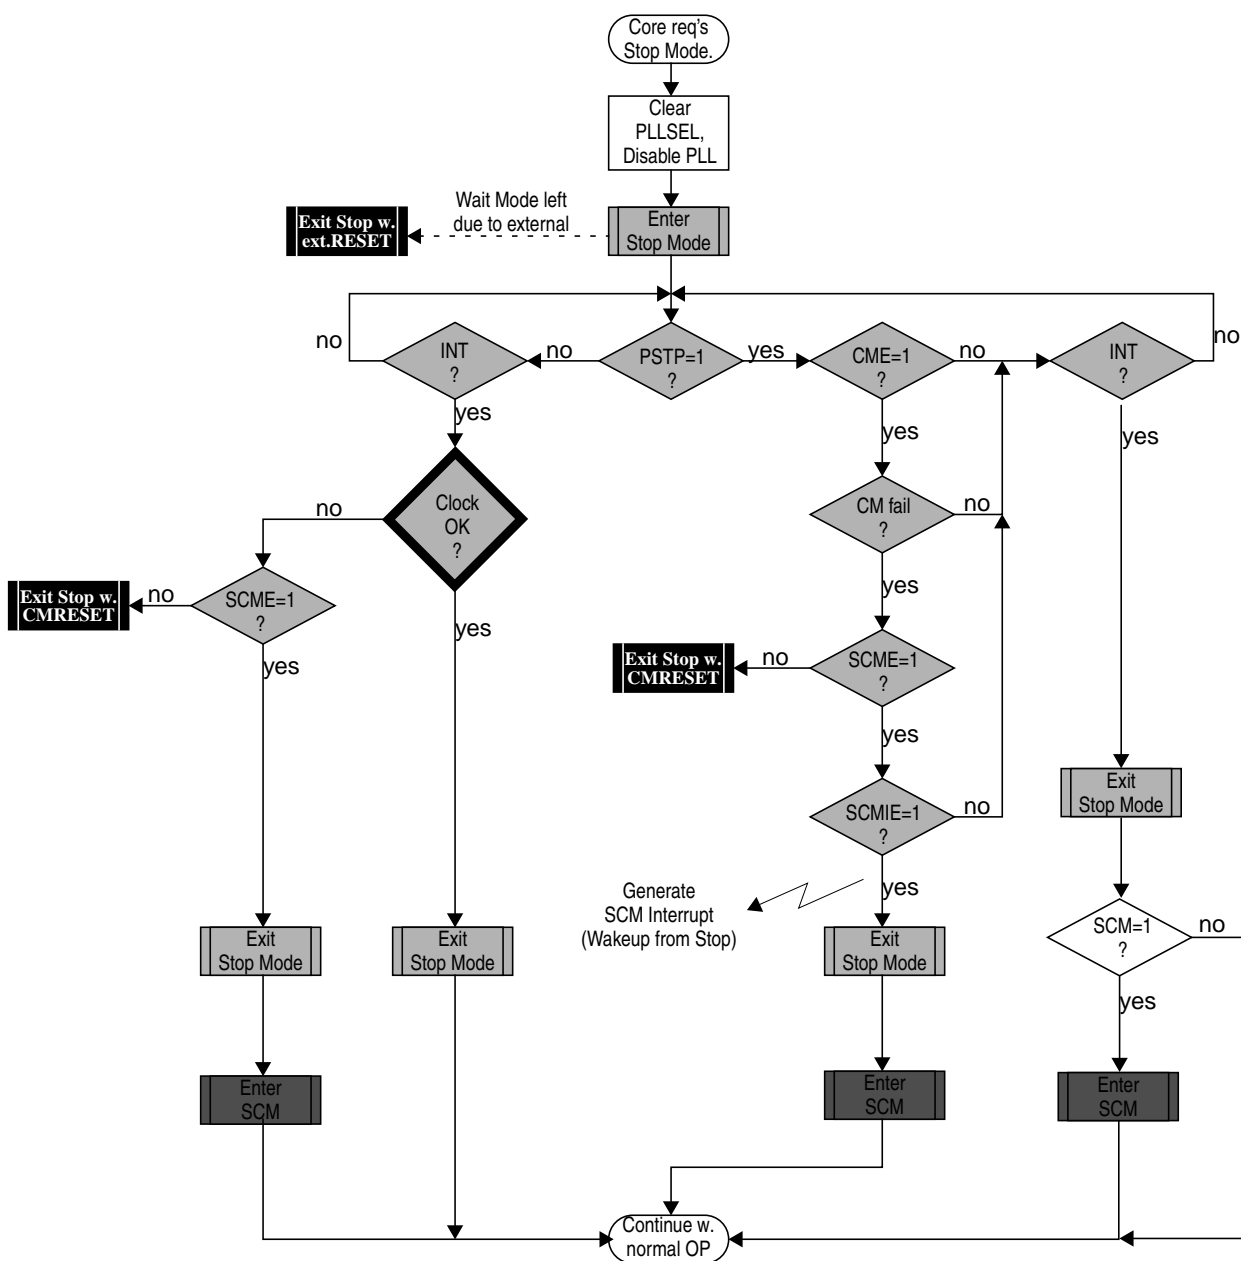 Core req's
Stop Mode.
Clear
PLLSEL,
Disable PLL
Wait Mode left
due to external
Exit Stop w.
ext.RESET
Enter
Stop Mode
no
INT
?
no
PSTP=1
?
yes
CME=1
?
no
INT
?
no
yes
yes
yes
Clock
OK
?
no
CM fail
?
no
yes
Exit Stop w.
CMRESET
no
SCME=1
?
yes
yes
Exit Stop w.
CMRESET
no
SCME=1
?
yes
SCMIE=1
?
no
Exit
Stop Mode
Generate
SCM Interrupt
(Wakeup from Stop)
yes
Exit
Stop Mode
Exit
Stop Mode
Exit
Stop Mode
SCM=1
?
no
yes
Enter
SCM
Enter
SCM
Enter
SCM
Continue w.
normal OP